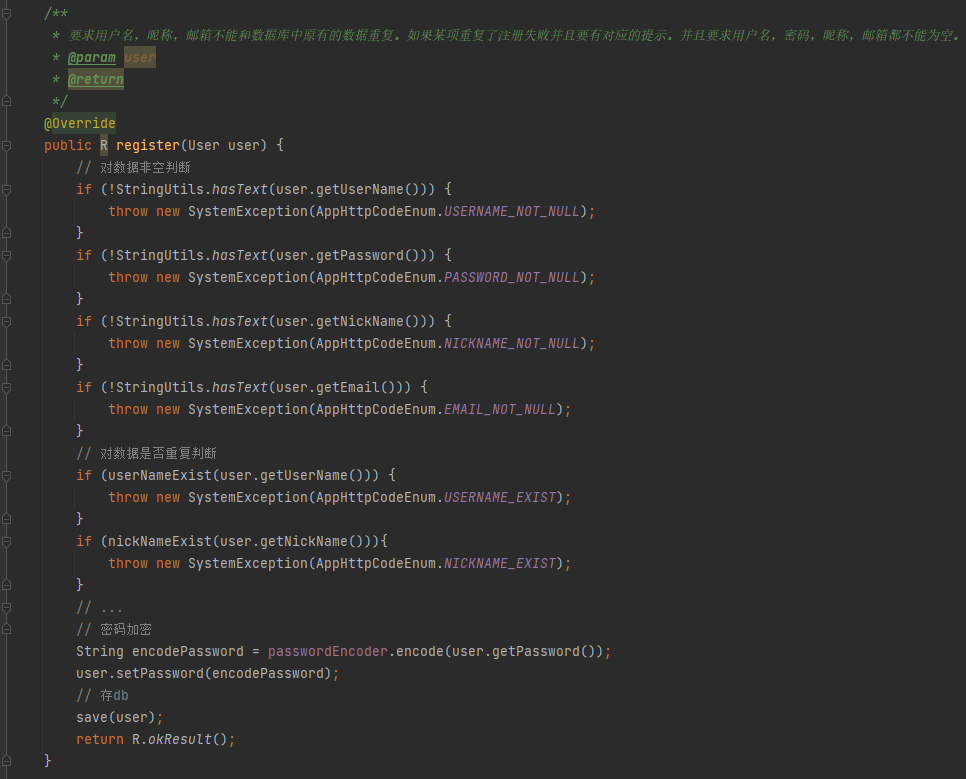 /**
 * 要求用户名，昵称，邮箱不能和数据库中原有的数据重复。如果某项重复了注册失败并且要有对应的提示。并且要求用户名，密码，昵称，邮箱都不能为空。
 * @param user
 * @return
 */
@Override
public R register(User user) {
    // 对数据非空判断
    if (!StringUtils.hasText(user.getUserName())) {
        throw new SystemException(AppHttpCodeEnum.USERNAME_NOT_NULL);
    }
    if (!StringUtils.hasText(user.getPassword())) {
        throw new SystemException(AppHttpCodeEnum.PASSWORD_NOT_NULL);
    }
    if (!StringUtils.hasText(user.getNickName())) {
        throw new SystemException(AppHttpCodeEnum.NICKNAME_NOT_NULL);
    }
    if (!StringUtils.hasText(user.getEmail())) {
        throw new SystemException(AppHttpCodeEnum.EMAIL_NOT_NULL);
    }
    // 对数据是否重复判断
    if (userNameExist(user.getUserName())) {
        throw new SystemException(AppHttpCodeEnum.USERNAME_EXIST);
    }
    if (nickNameExist(user.getNickName())){
        throw new SystemException(AppHttpCodeEnum.NICKNAME_EXIST);
    }
    // ...
    // 密码加密
    String encodePassword = passwordEncoder.encode(user.getPassword());
    user.setPassword(encodePassword);
    // 存db
    save(user);
    return R.okResult();
}